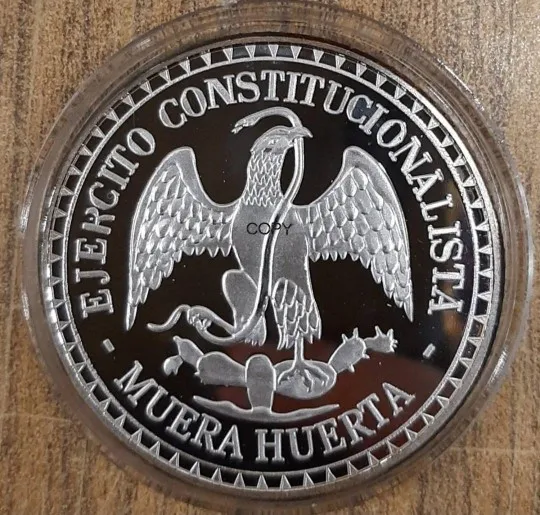 EJERCITO CONSTITUCIONALISTA
COPY
- MUERA HUERTA -